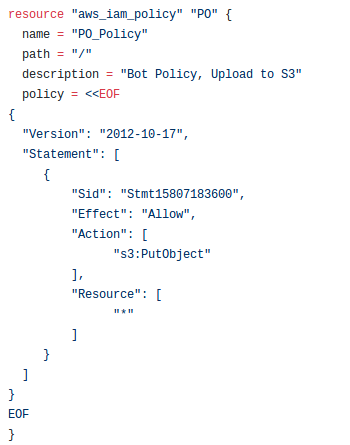 resource "aws_iam_policy" "PO" {
  name = "PO_Policy"
  path = "/"
  description = "Bot Policy, Upload to S3"
  policy = <<EOF
{
  "Version": "2012-10-17",
  "Statement": [
     {
         "Sid": "Stmt15807183600",
         "Effect": "Allow",
         "Action": [
               "s3:PutObject"
         ],
         "Resource": [
               "*"
         ]
     }
  ]
}
EOF
}